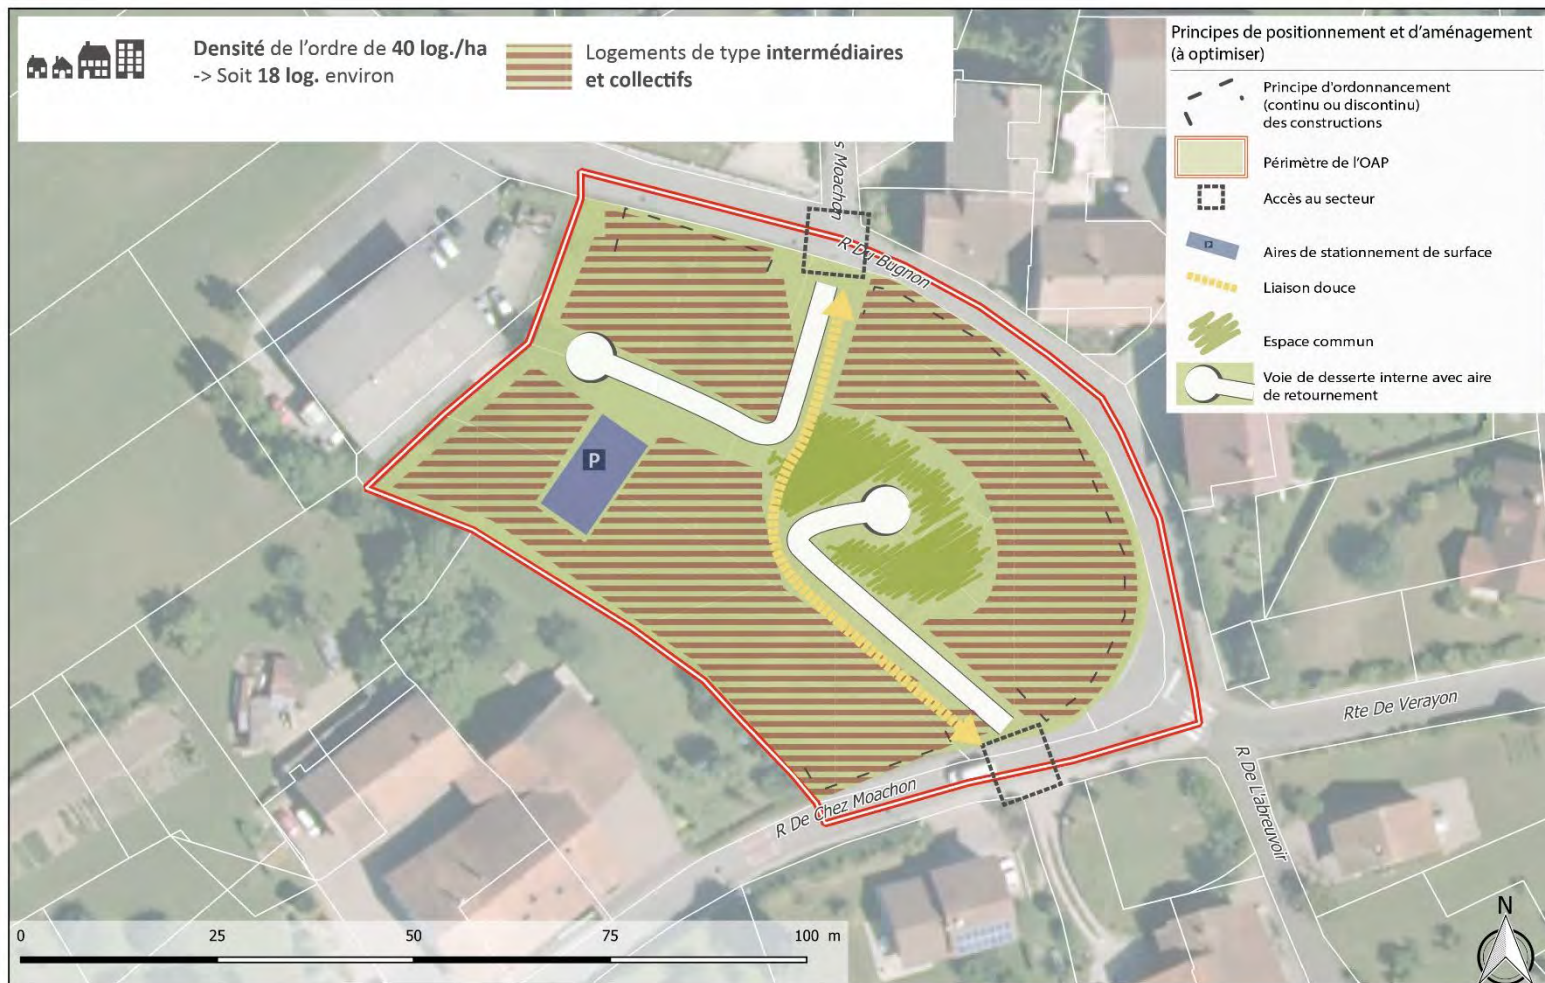 Densité de l'ordre de 40 log./ha
-> Soit 18 log. environ
Logements de type intermédiaires
et collectifs
Principes de positionnement et d'aménagement
(à optimiser)
Principe d'ordonnancement
(continu ou discontinu)
des constructions
Périmètre de l'OAP
Accès au secteur
P
Aires de stationnement de surface
Liaison douce
Espace commun
Voie de desserte interne avec aire
de retournement
s Moachon
R Du Bugnon
P
Rte De Verayon
R De L'abreuvoir
R De Chez Moachon
0 25 50 75 100 m
N